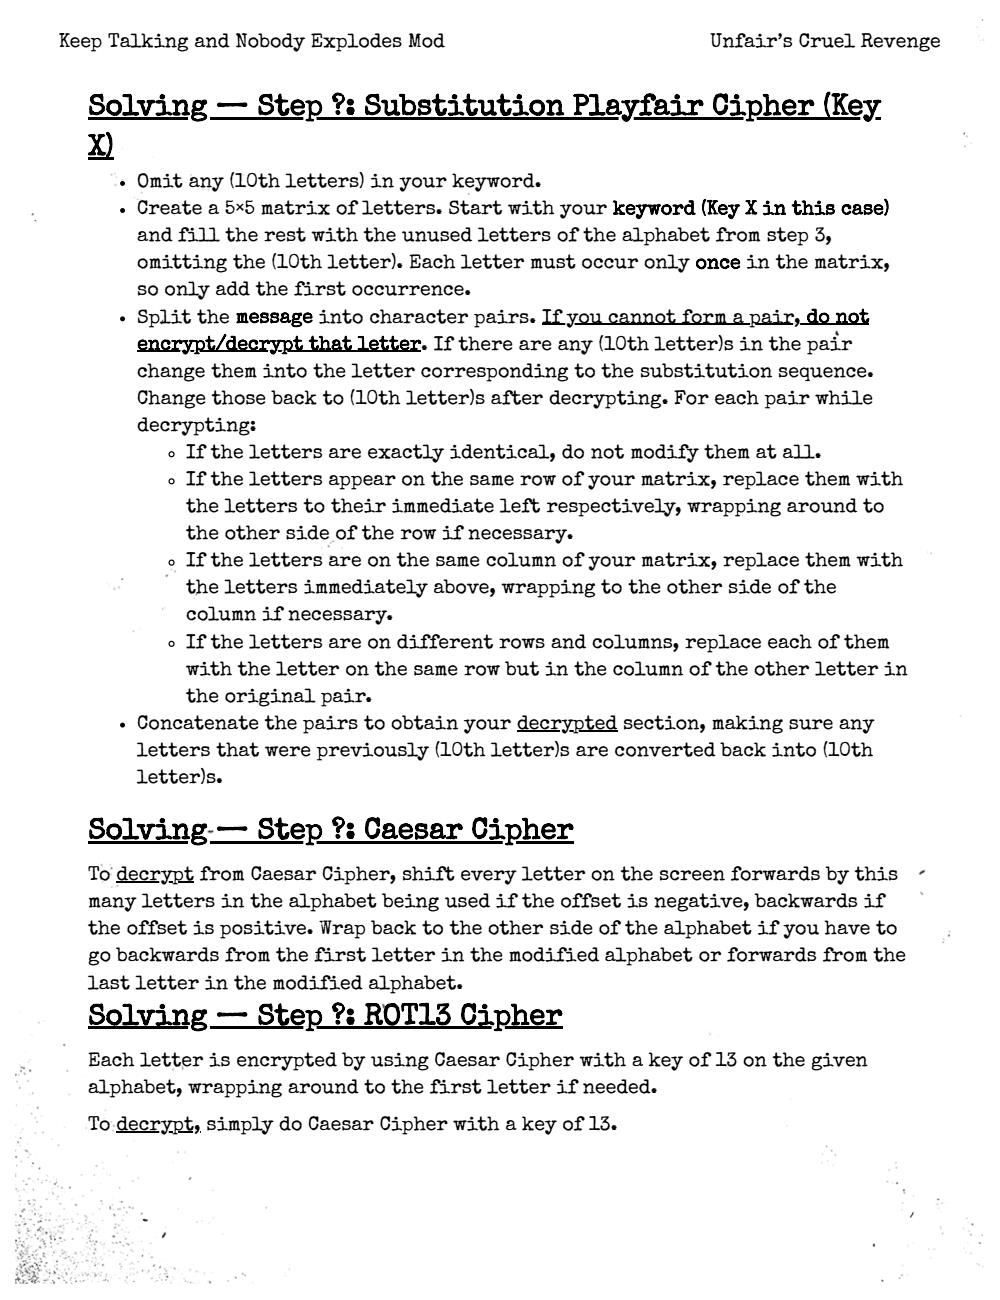 Keep Talking and Nobody Explodes Mod
Unfair's Cruel Revenge
Solving — Step ?: Substitution Playfair Cipher (Key
X)
• Omit any (10th letters) in your keyword.
• Create a 5×5 matrix of letters. Start with your keyword (Key X in this case)
and fill the rest with the unused letters of the alphabet from step 3,
omitting the (10th letter). Each letter must occur only once in the matrix,
so only add the first occurrence.
• Split the message into character pairs. If you cannot form a pair, do not
encrypt/decrypt that letter. If there are any (10th letter)s in the pair
change them into the letter corresponding to the substitution sequence.
Change those back to (10th letter)s after decrypting. For each pair while
decrypting:
◦ If the letters are exactly identical, do not modify them at all.
◦ If the letters appear on the same row of your matrix, replace them with
the letters to their immediate left respectively, wrapping around to
the other side of the row if necessary.
◦ If the letters are on the same column of your matrix, replace them with
the letters immediately above, wrapping to the other side of the
column if necessary.
◦ If the letters are on different rows and columns, replace each of them
with the letter on the same row but in the column of the other letter in
the original pair.
• Concatenate the pairs to obtain your decrypted section, making sure any
letters that were previously (10th letter)s are converted back into (10th
letter)s.
Solving — Step ?: Caesar Cipher
To decrypt from Caesar Cipher, shift every letter on the screen forwards by this
many letters in the alphabet being used if the offset is negative, backwards if
the offset is positive. Wrap back to the other side of the alphabet if you have to
go backwards from the first letter in the modified alphabet or forwards from the
last letter in the modified alphabet.
Solving — Step ?: ROT13 Cipher
Each letter is encrypted by using Caesar Cipher with a key of 13 on the given
alphabet, wrapping around to the first letter if needed.
To decrypt, simply do Caesar Cipher with a key of 13.